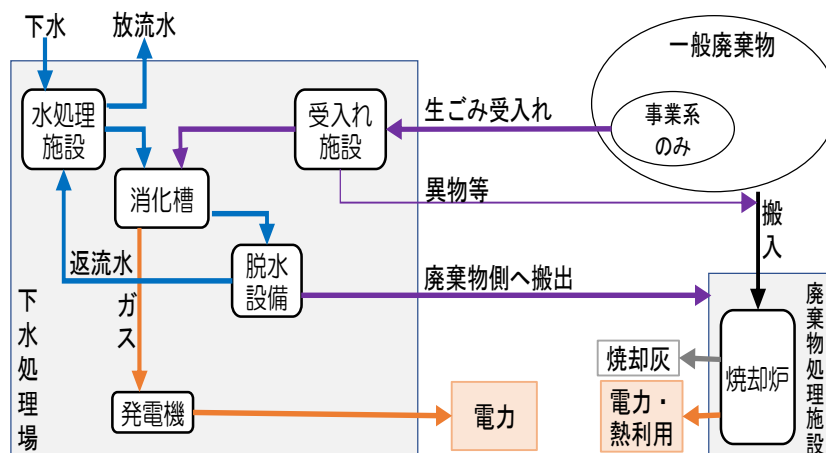 下水
放流水
一般廃棄物
水処理
施設
受入れ
施設
生ごみ受入れ
事業系
のみ
消化槽
異物等
搬入
返流水
脱水
設備
廃棄物側へ搬出
ガス
下水処理場
廃棄物処理施設
焼却灰
焼却炉
発電機
電力
電力・
熱利用